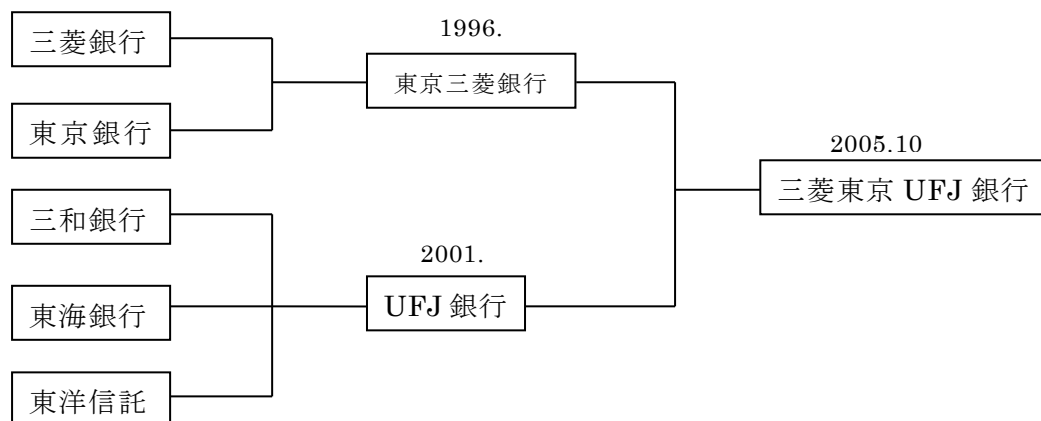 三菱銀行
東京銀行
1996.
東京三菱銀行
三和銀行
東海銀行
東洋信託
2001.
UFJ 銀行
2005.10
三菱東京 UFJ 銀行